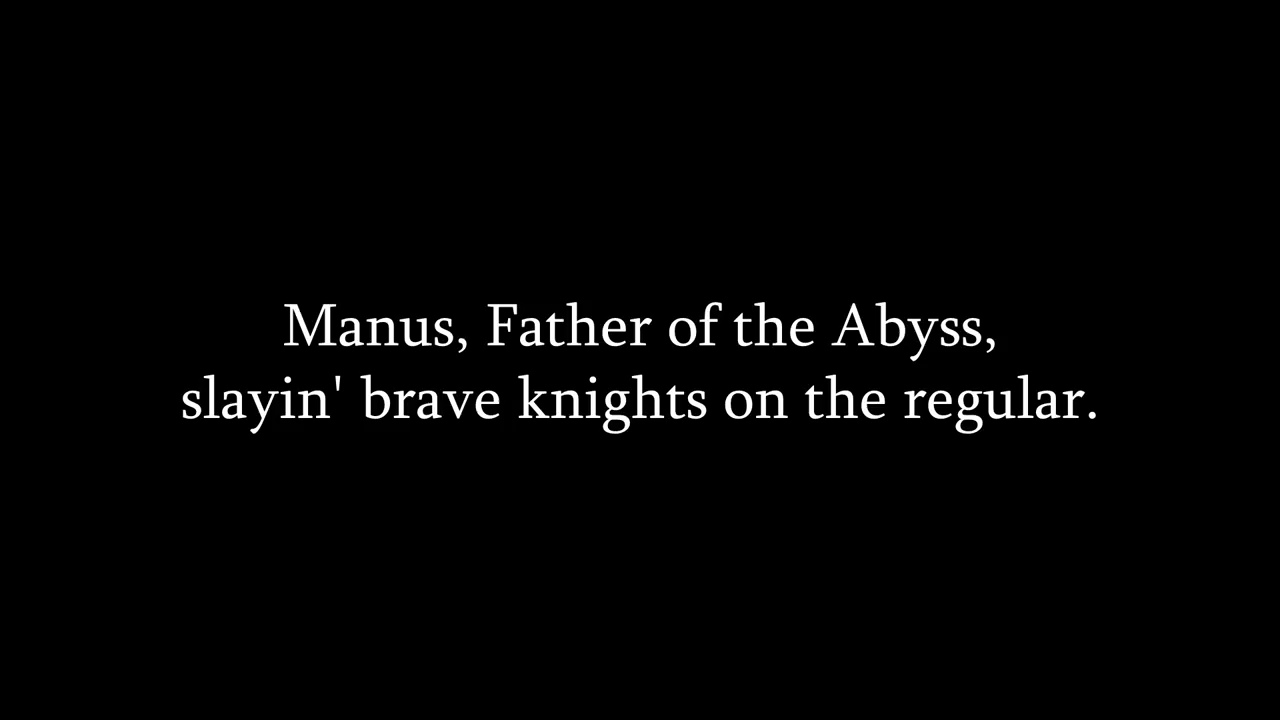 Manus, Father of the Abyss,
slayin' brave knights on the regular.